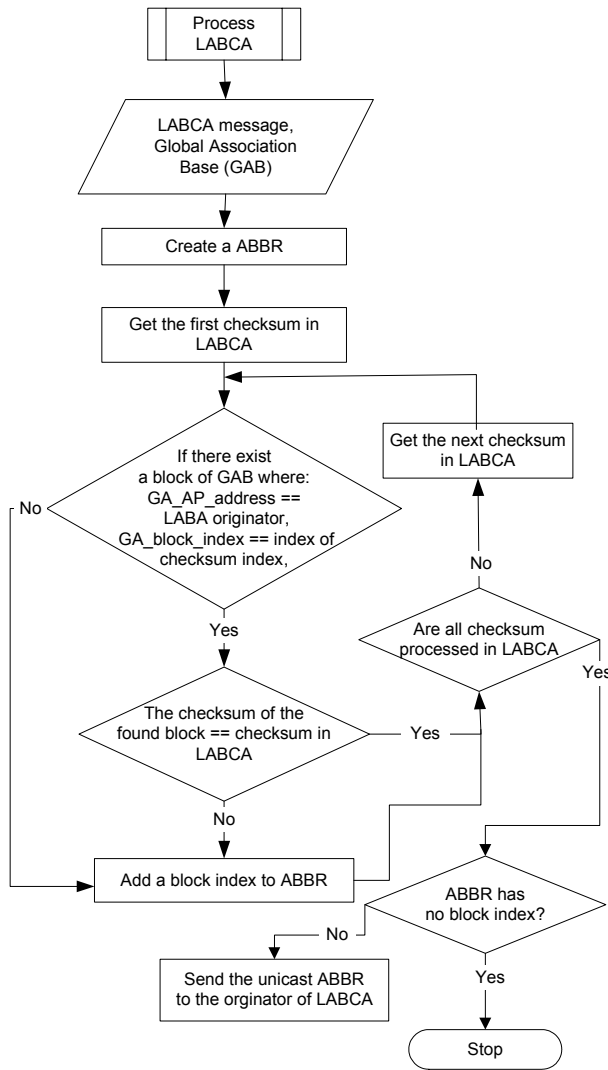 Process
LABCA
LABCA message,
Global Association
Base (GAB)
Create a ABBR
Get the first checksum in
LABCA
If there exist
a block of GAB where:
GA_AP_address ==
LABA originator,
GA_block_index == index of
checksum index,
No
Yes
Get the next checksum
in LABCA
No
Are all checksum
processed in LABCA
Yes
The checksum of the
found block == checksum in
LABCA
Yes
No
Add a block index to ABBR
ABBR has
no block index?
No
Yes
Send the unicast ABBR
to the orginator of LABCA
Stop